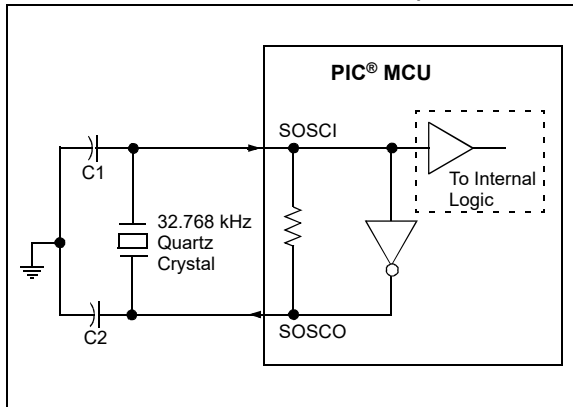 PIC® MCU
SOSCI
C1
To Internal
Logic
32.768 kHz
Quartz
Crystal
C2
SOSCO